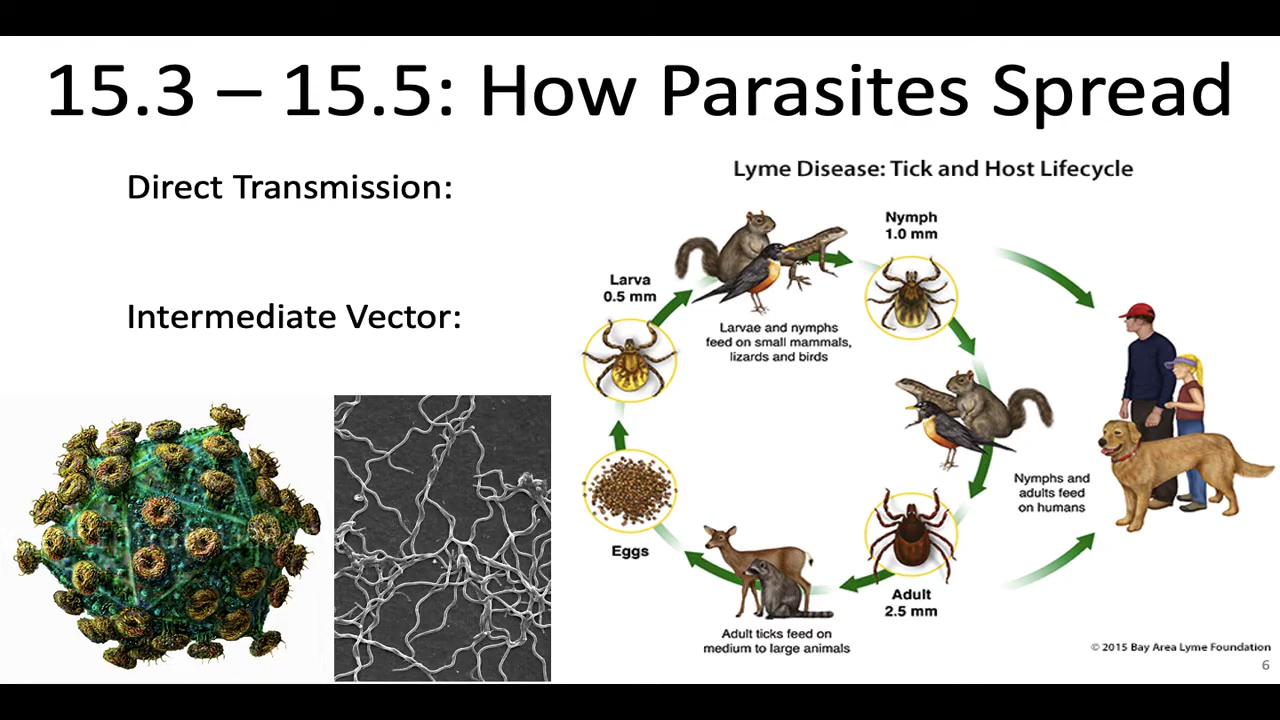 15.3 – 15.5: How Parasites Spread
Direct Transmission:
Intermediate Vector:
Lyme Disease: Tick and Host Lifecycle
Larva
0.5 mm
Larvae and nymphs
feed on small mammals,
lizards and birds
Nymph
1.0 mm
Nymphs and
adults feed
on humans
Adult
2.5 mm
Adult ticks feed on
medium to large animals
Eggs
© 2015 Bay Area Lyme Foundation
6